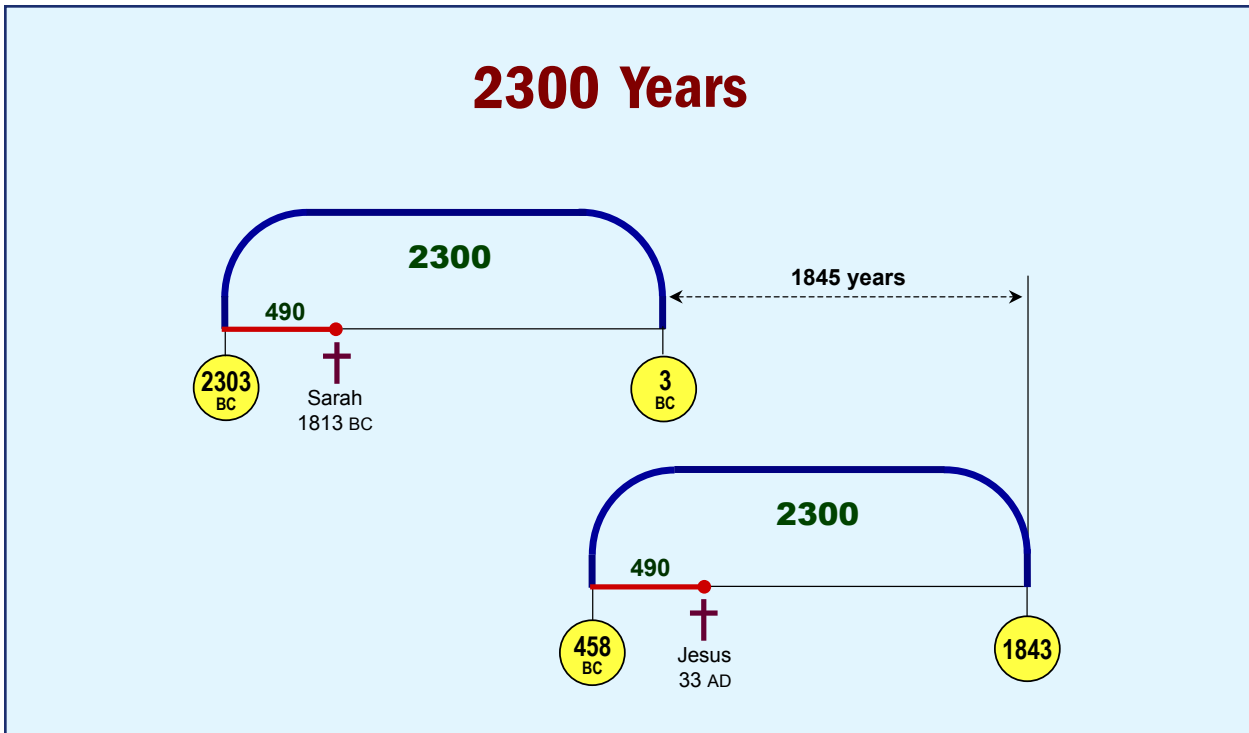 2300 Years
2300
1845 years
490
2303
BC
Sarah
1813 BC
3
BC
2300
490
458
BC
Jesus
33 AD
1843